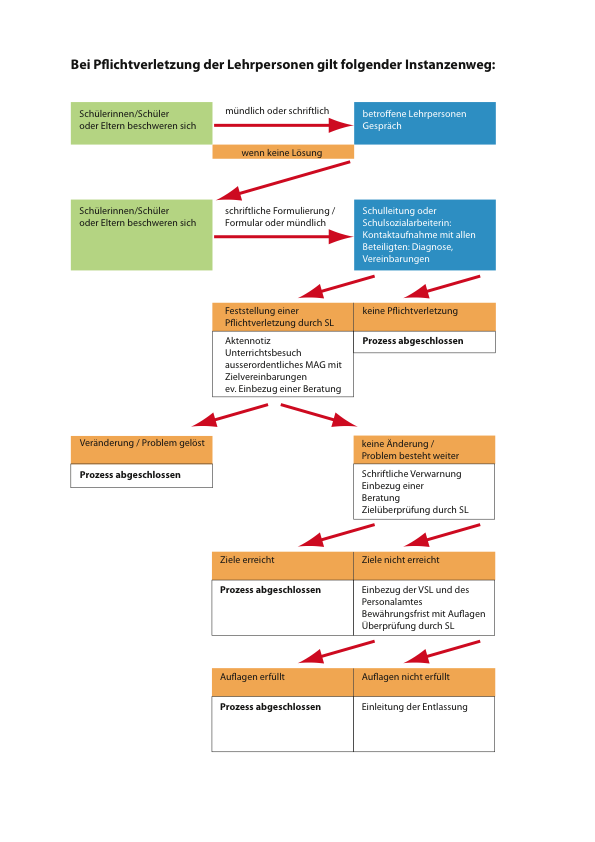 Bei Pflichtverletzung der Lehrpersonen gilt folgender Instanzenweg:
Schülerinnen/Schüler
oder Eltern beschweren sich
mündlich oder schriftlich
betroffene Lehrpersonen
Gespräch
wenn keine Lösung
Schülerinnen/Schüler
oder Eltern beschweren sich
schriftliche Formulierung /
Formular oder mündlich
Schulleitung oder
Schulsozialarbeiterin:
Kontaktaufnahme mit allen
Beteiligten: Diagnose,
Vereinbarungen
Feststellung einer
Pflichtverletzung durch SL
keine Pflichtverletzung
Aktennotiz
Unterrichtsbesuch
ausserordentliches MAG mit
Zielvereinbarungen
ev. Einbezug einer Beratung
Prozess abgeschlossen
Veränderung / Problem gelöst
Prozess abgeschlossen
keine Änderung /
Problem besteht weiter
Schriftliche Verwarnung
Einbezug einer
Beratung
Zielüberprüfung durch SL
Ziele erreicht
Ziele nicht erreicht
Prozess abgeschlossen
Einbezug der VSL und des
Personalamtes
Bewährungsfrist mit Auflagen
Überprüfung durch SL
Auflagen erfüllt
Auflagen nicht erfüllt
Prozess abgeschlossen
Einleitung der Entlassung